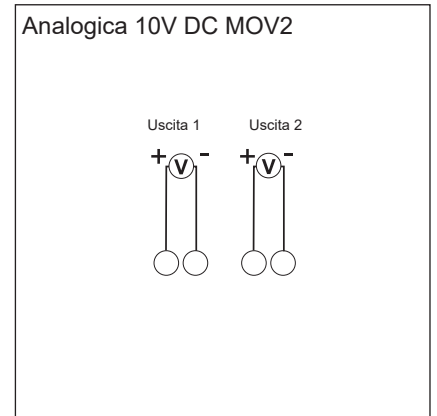 Analogica 10V DC MOV2
Uscita 1 Uscita 2
+ V - + V -